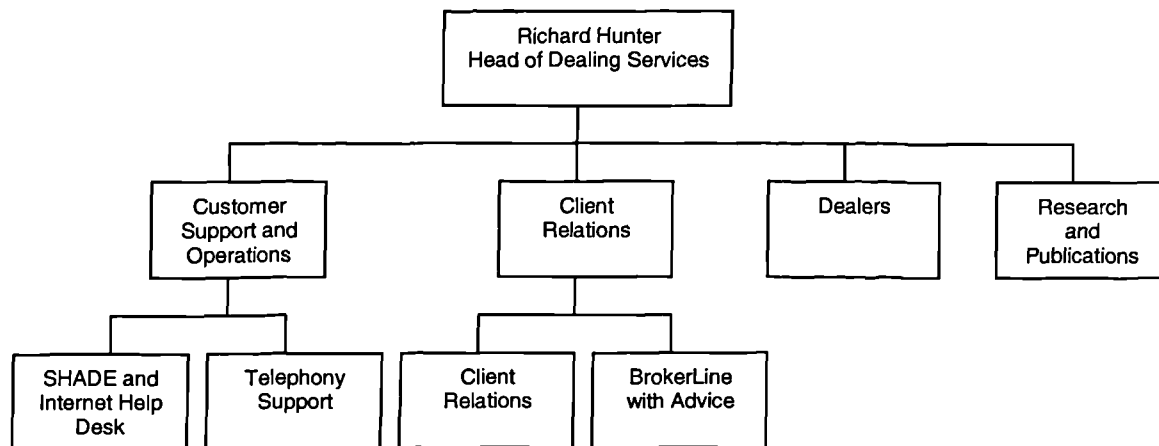 Richard Hunter
Head of Dealing Services
Customer
Support and
Operations
Client
Relations
Dealers
Research
and
Publications
SHADE and
Internet Help
Desk
Telephony
Support
Client
Relations
BrokerLine
with Advice